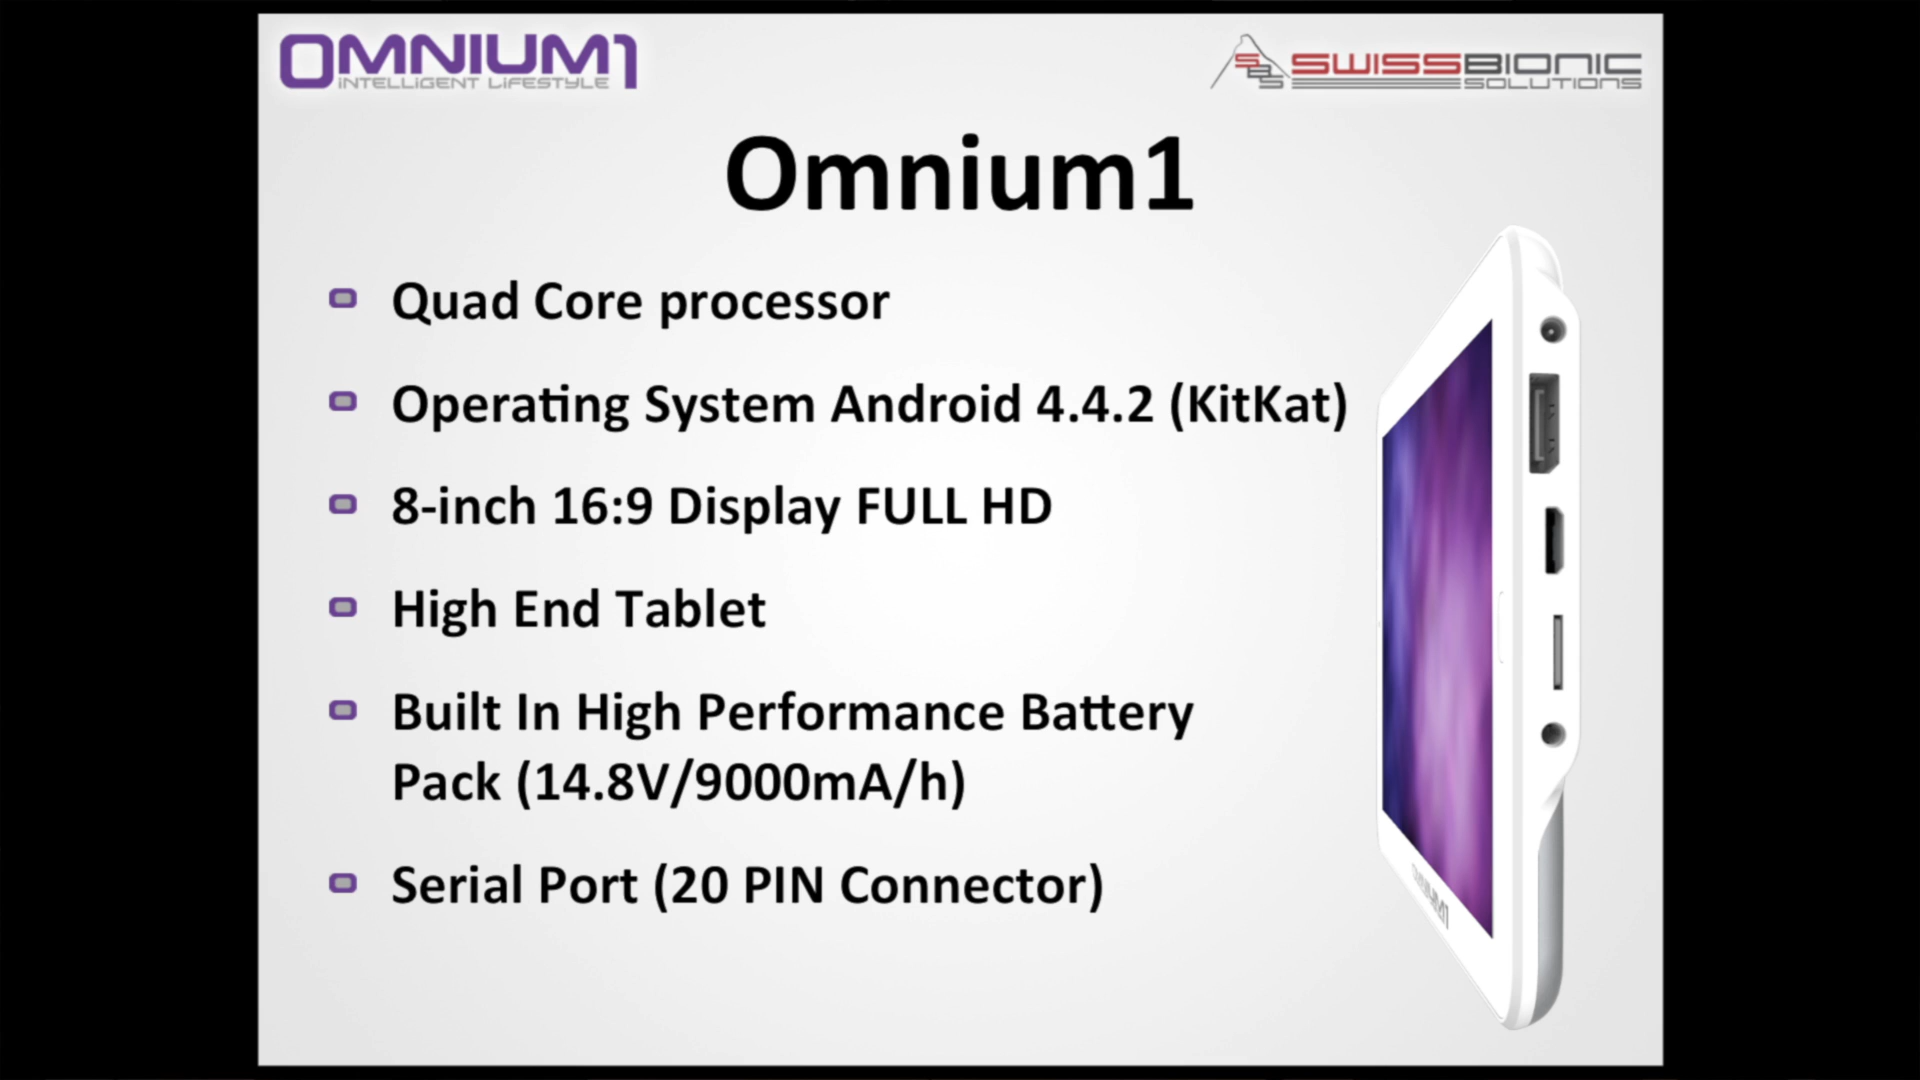 OMNIUM1
INTELLIGENT LIFESTYLE
SBS
SWISSBIONIC
SOLUTIONS
Omnium1
Quad Core processor
Operating System Android 4.4.2 (KitKat)
8-inch 16:9 Display FULL HD
High End Tablet
Built In High Performance Battery
Pack (14.8V/9000mA/h)
Serial Port (20 PIN Connector)
OMNIUM1